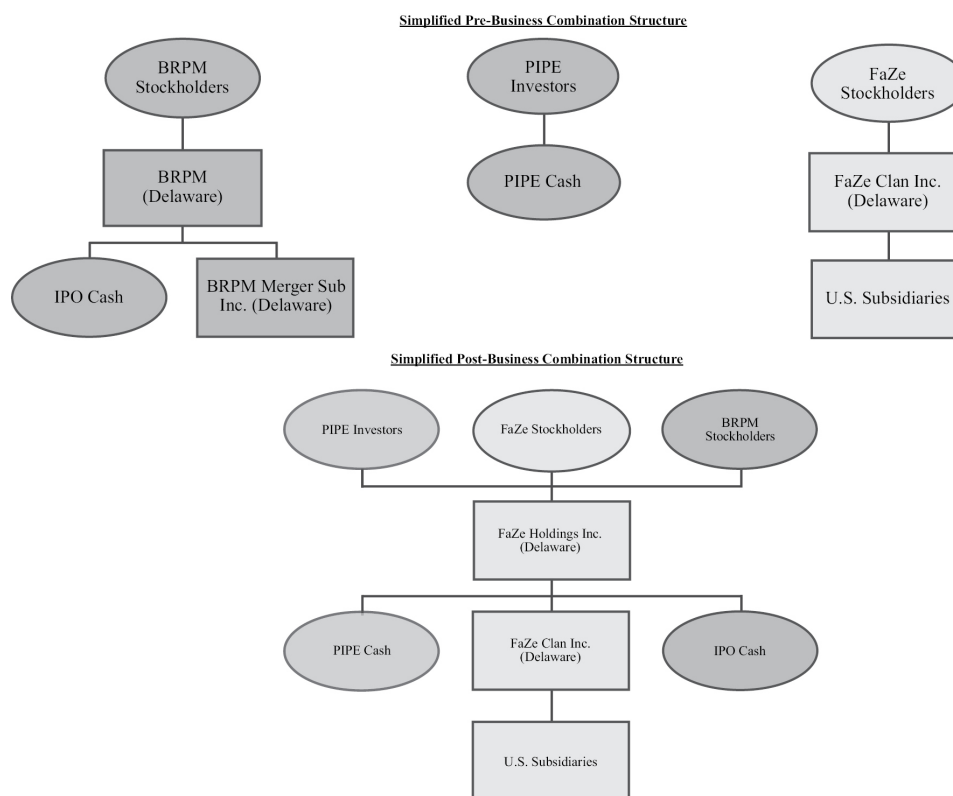 Simplified Pre-Business Combination Structure
BRPM
Stockholders
PIPE
Investors
FaZe
Stockholders
BRPM
(Delaware)
PIPE Cash
FaZe Clan Inc.
(Delaware)
IPO Cash
BRPM Merger Sub
Inc. (Delaware)
U.S. Subsidiaries
Simplified Post-Business Combination Structure
PIPE Investors
FaZe Stockholders
BRPM
Stockholders
FaZe Holdings Inc.
(Delaware)
PIPE Cash
FaZe Clan Inc.
(Delaware)
IPO Cash
U.S. Subsidiaries